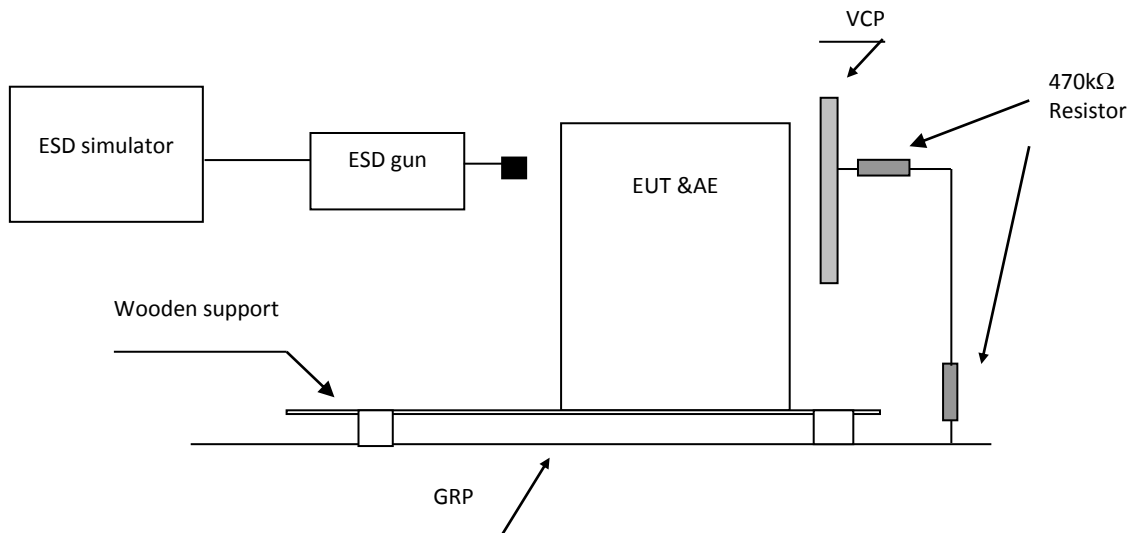 VCP
470kΩ
Resistor
ESD simulator
ESD gun
EUT &AE
Wooden support
GRP